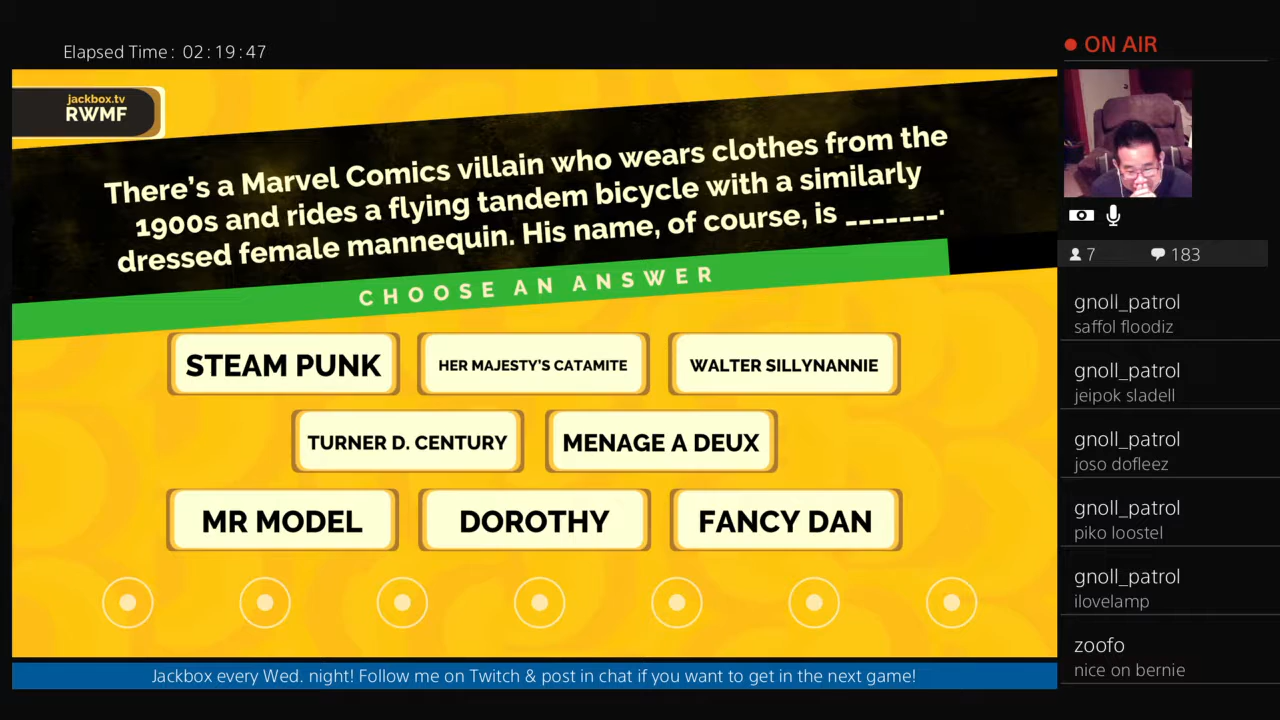 Elapsed Time: 02:19:47
ON AIR
jackbox.tv
RWMF
There's a Marvel Comics villain who wears clothes from the
1900s and rides a flying tandem bicycle with a similarly
dressed female mannequin. His name, of course, is _______.
CHOOSE AN ANSWER
STEAM PUNK
HER MAJESTY'S CATAMITE
WALTER SILLYNANNIE
TURNER D. CENTURY
MENAGE A DEUX
MR MODEL
DOROTHY
FANCY DAN
7
183
gnoll_patrol
saffol floodiz
gnoll_patrol
jeipok sladell
gnoll_patrol
joso dofleez
gnoll_patrol
piko loostel
gnoll_patrol
ilovelamp
zoofo
nice on bernie
Jackbox every Wed. night! Follow me on Twitch & post in chat if you want to get in the next game!